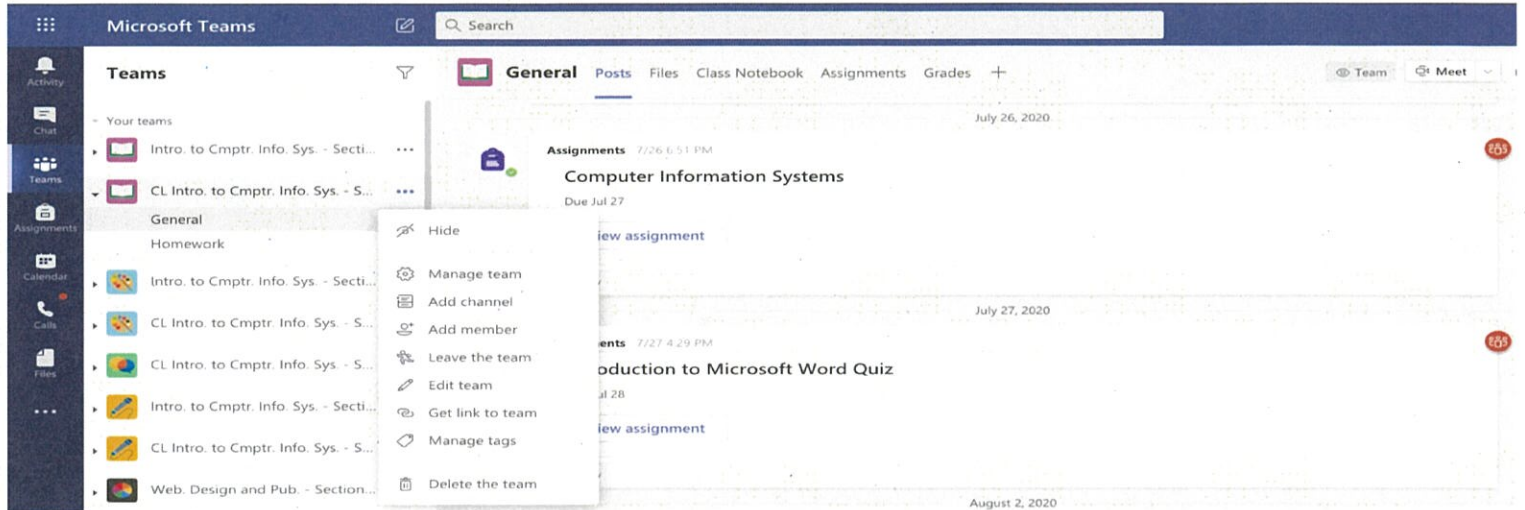 Microsoft Teams
Search
Activity
Chat
Teams
Assignments
Calendar
Calls
Files
Teams
Your teams
Intro. to Cmptr. Info. Sys. - Secti...
CL Intro. to Cmptr. Info. Sys. - S...
General
Homework
Intro. to Cmptr. Info. Sys. - Secti...
CL Intro. to Cmptr. Info. Sys. - S...
CL Intro. to Cmptr. Info. Sys. - S...
Intro. to Cmptr. Info. Sys. - Secti...
CL Intro. to Cmptr. Info. Sys. - S...
Web. Design and Pub. - Section...
Hide
Manage team
Add channel
Add member
Leave the team
Edit team
Get link to team
Manage tags
Delete the team
General Posts Files Class Notebook Assignments Grades
Team Meet
July 26, 2020
Assignments 7/26 6:51 PM
Computer Information Systems
Due Jul 27
iew assignment
July 27, 2020
ents 7/27 4:29 PM
oduction to Microsoft Word Quiz
ul 28
iew assignment
August 2, 2020